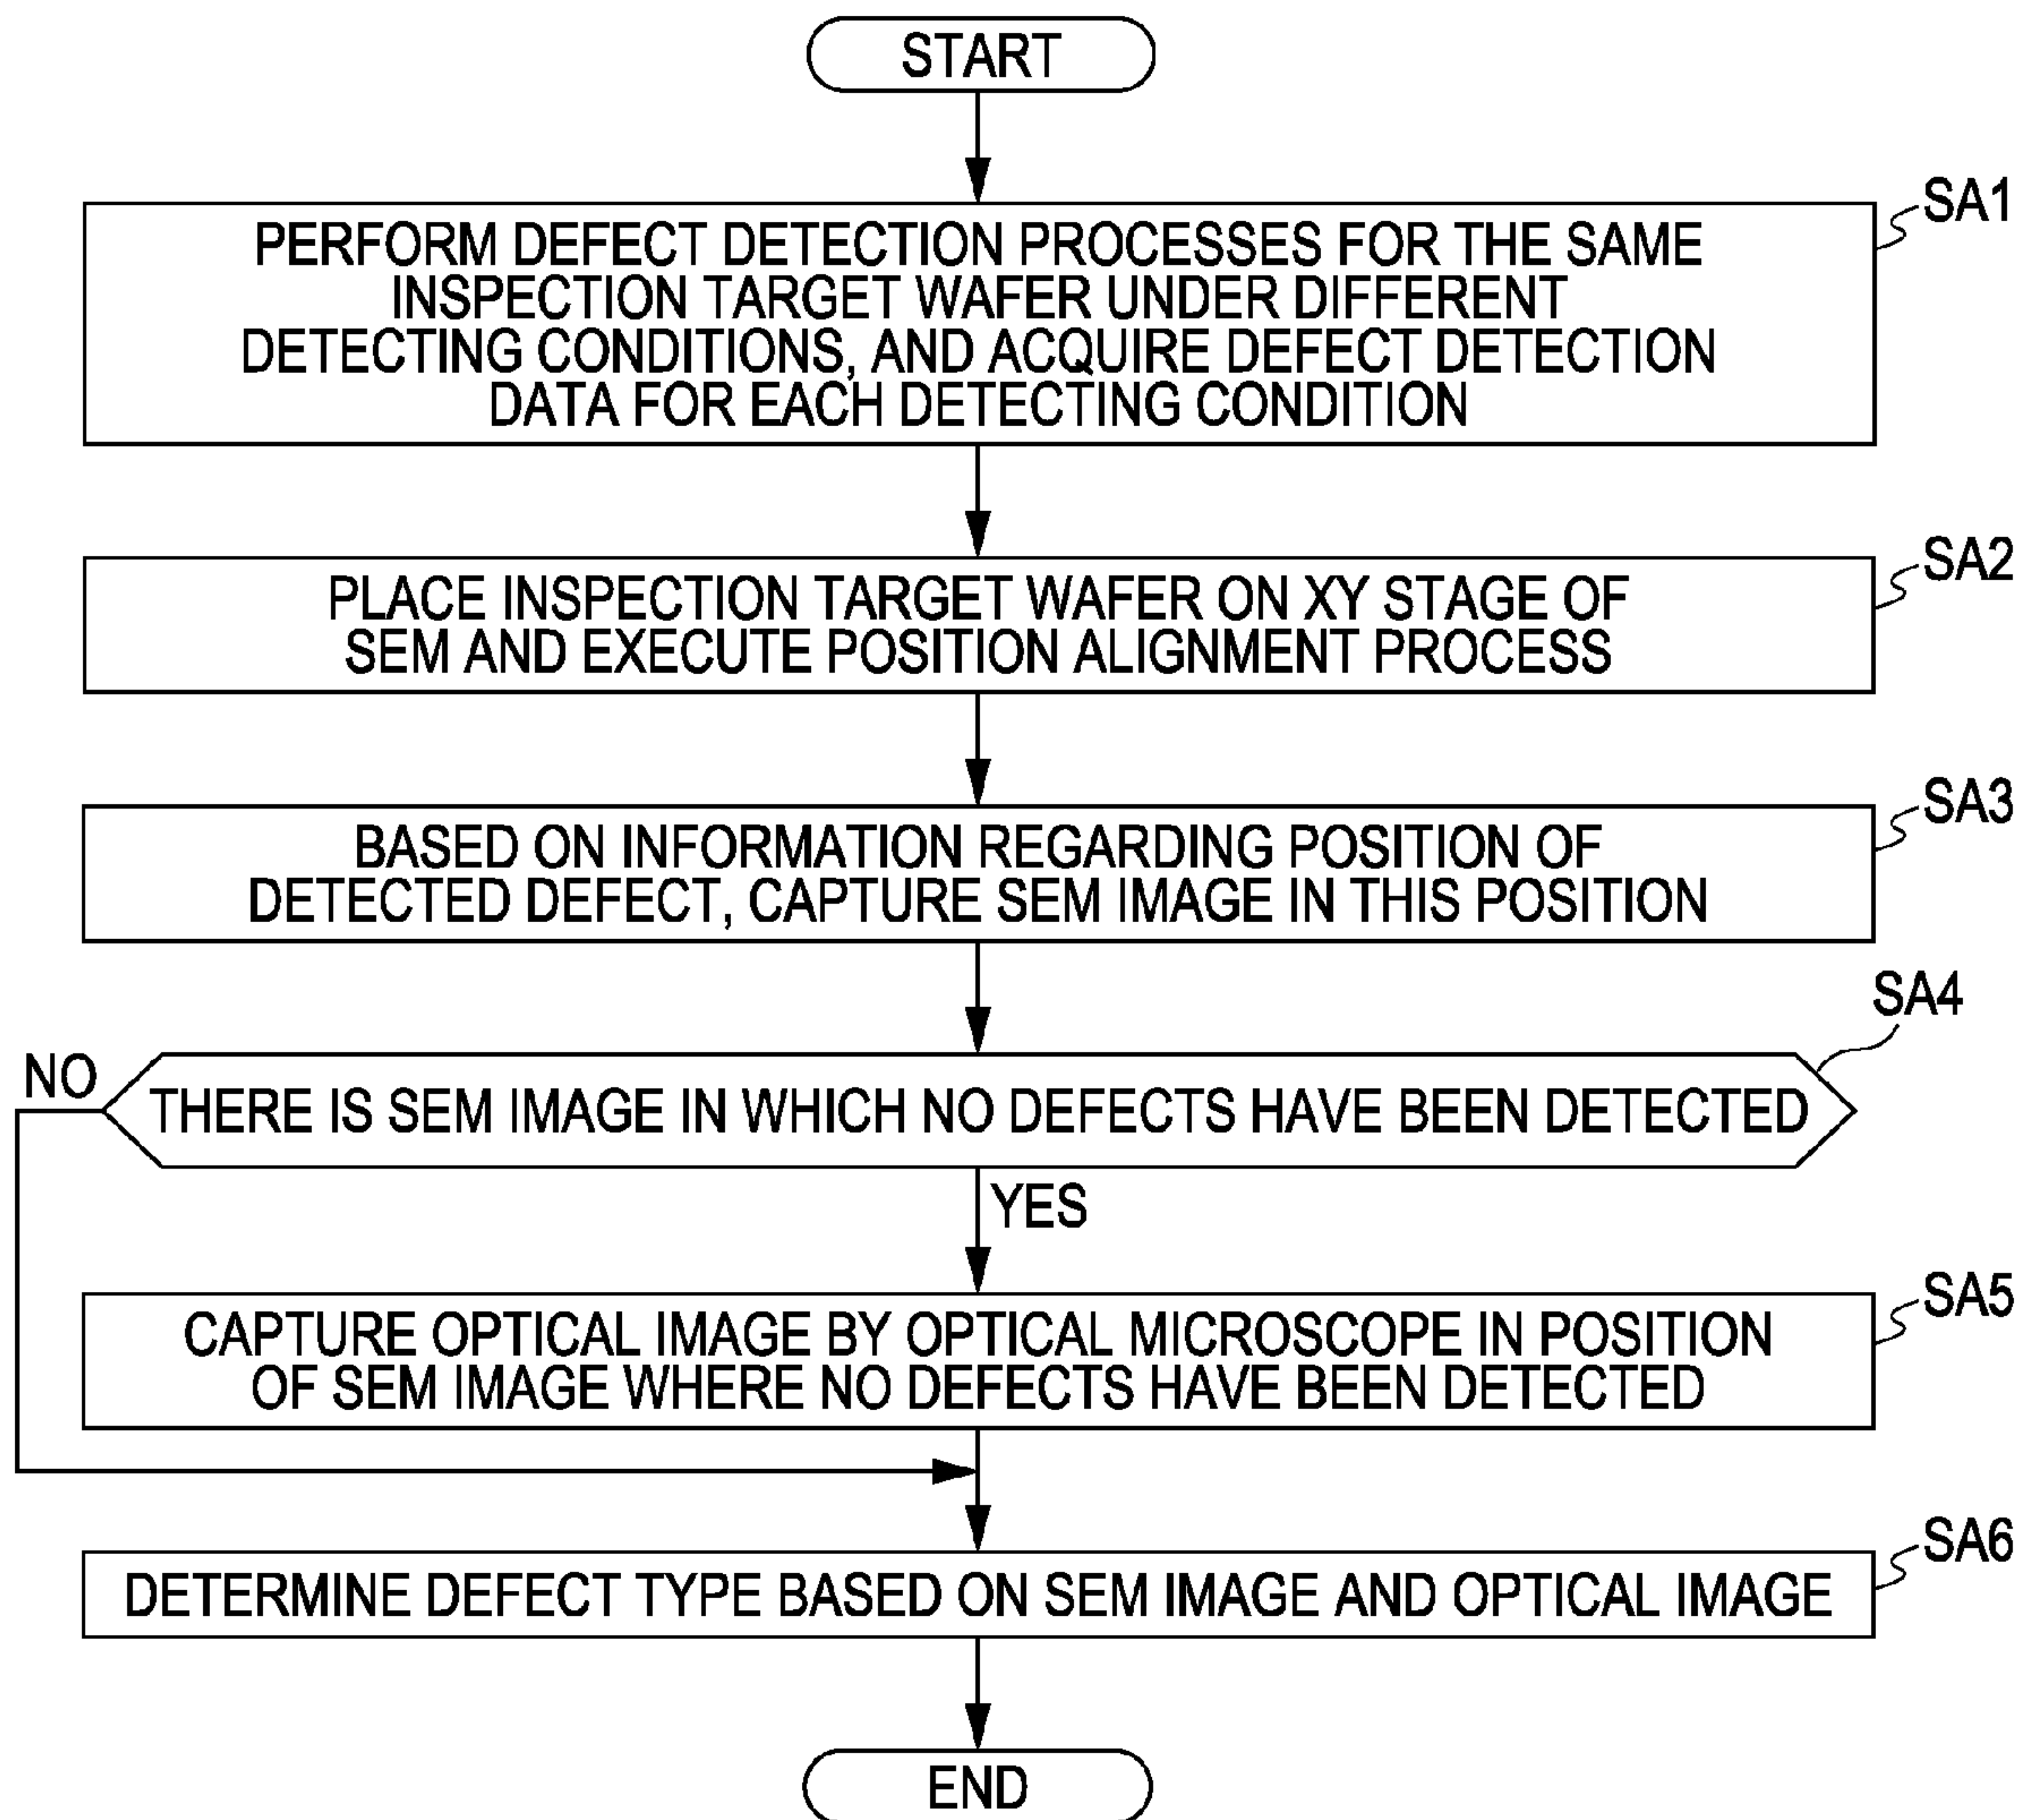 START
SA1
PERFORM DEFECT DETECTION PROCESSES FOR THE SAME
INSPECTION TARGET WAFER UNDER DIFFERENT
DETECTING CONDITIONS, AND ACQUIRE DEFECT DETECTION
DATA FOR EACH DETECTING CONDITION
SA2
PLACE INSPECTION TARGET WAFER ON XY STAGE OF
SEM AND EXECUTE POSITION ALIGNMENT PROCESS
SA3
BASED ON INFORMATION REGARDING POSITION OF
DETECTED DEFECT, CAPTURE SEM IMAGE IN THIS POSITION
SA4
NO
THERE IS SEM IMAGE IN WHICH NO DEFECTS HAVE BEEN DETECTED
YES
SA5
CAPTURE OPTICAL IMAGE BY OPTICAL MICROSCOPE IN POSITION
OF SEM IMAGE WHERE NO DEFECTS HAVE BEEN DETECTED
SA6
DETERMINE DEFECT TYPE BASED ON SEM IMAGE AND OPTICAL IMAGE
END